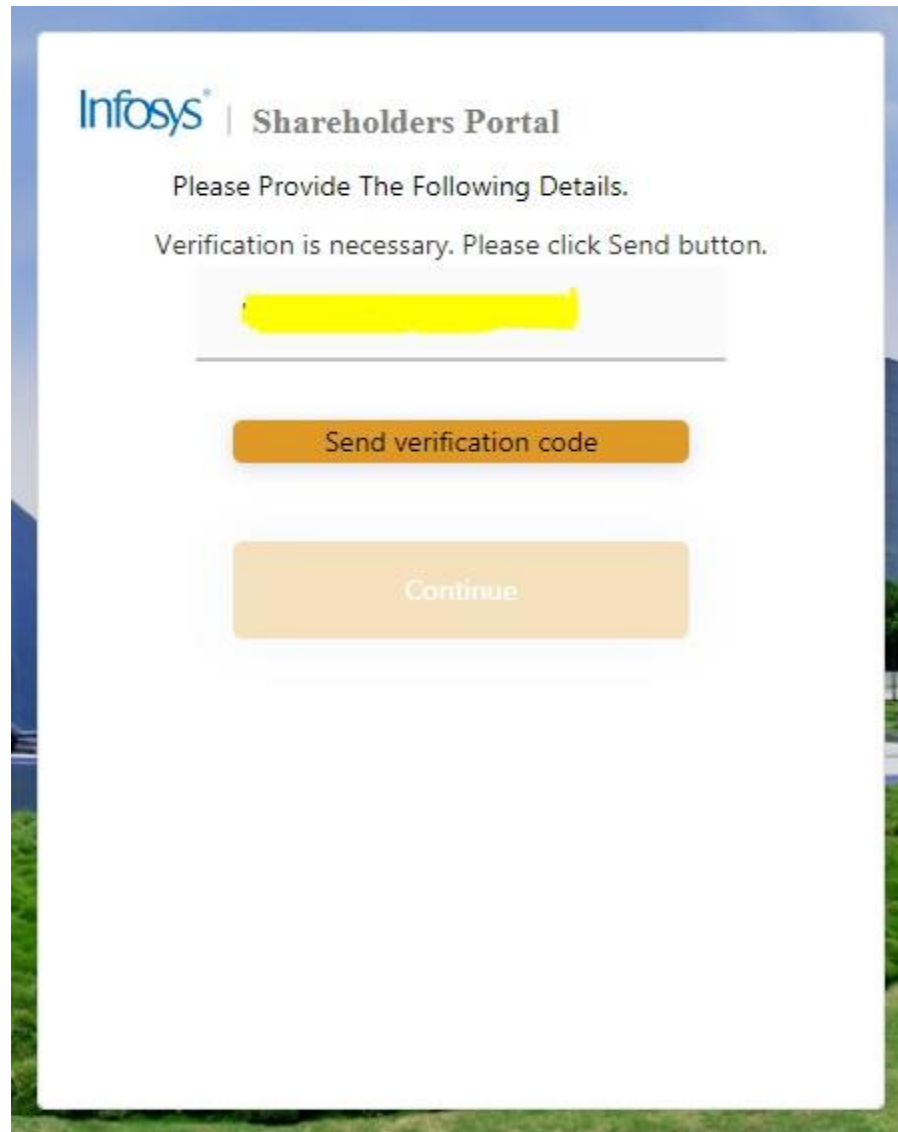 Infosys® | Shareholders Portal
Please Provide The Following Details.
Verification is necessary. Please click Send button.
Send verification code
Continue